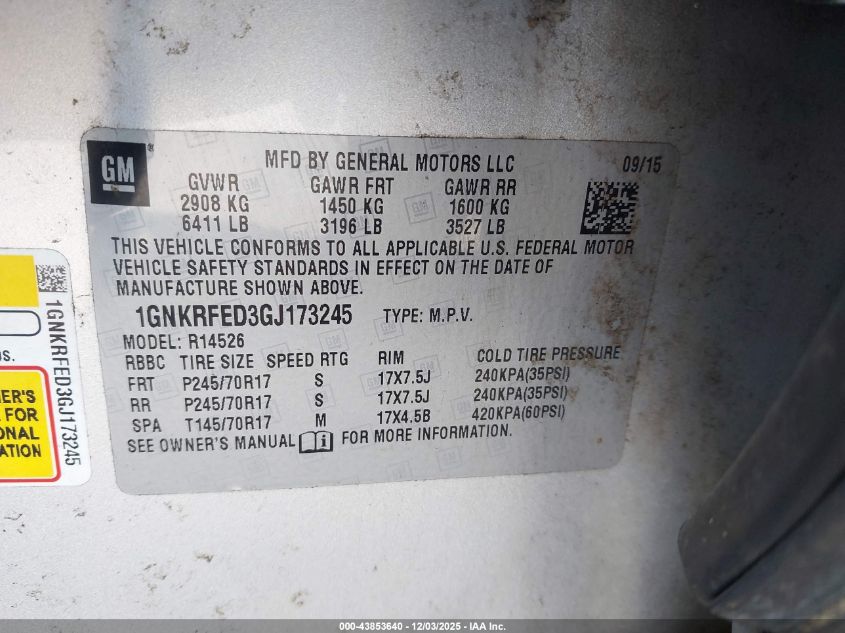 GM
MFD BY GENERAL MOTORS LLC 09/15
GVWR GAWR FRT GAWR RR
2908 KG 1450 KG 1600 KG
6411 LB 3196 LB 3527 LB
THIS VEHICLE CONFORMS TO ALL APPLICABLE U.S. FEDERAL MOTOR
VEHICLE SAFETY STANDARDS IN EFFECT ON THE DATE OF
MANUFACTURE SHOWN ABOVE.
1GNKRFED3GJ173245 TYPE: M.P.V.
MODEL: R14526
RBBC TIRE SIZE SPEED RTG RIM COLD TIRE PRESSURE
FRT P245/70R17 S 17X7.5J 240KPA(35PSI)
RR P245/70R17 S 17X7.5J 240KPA(35PSI)
SPA T145/70R17 M 17X4.5B 420KPA(60PSI)
SEE OWNER'S MANUAL i FOR MORE INFORMATION.
1GNKRFED3GJ173245
FOR
000-43853640 - 12/03/2025 - IAA Inc.